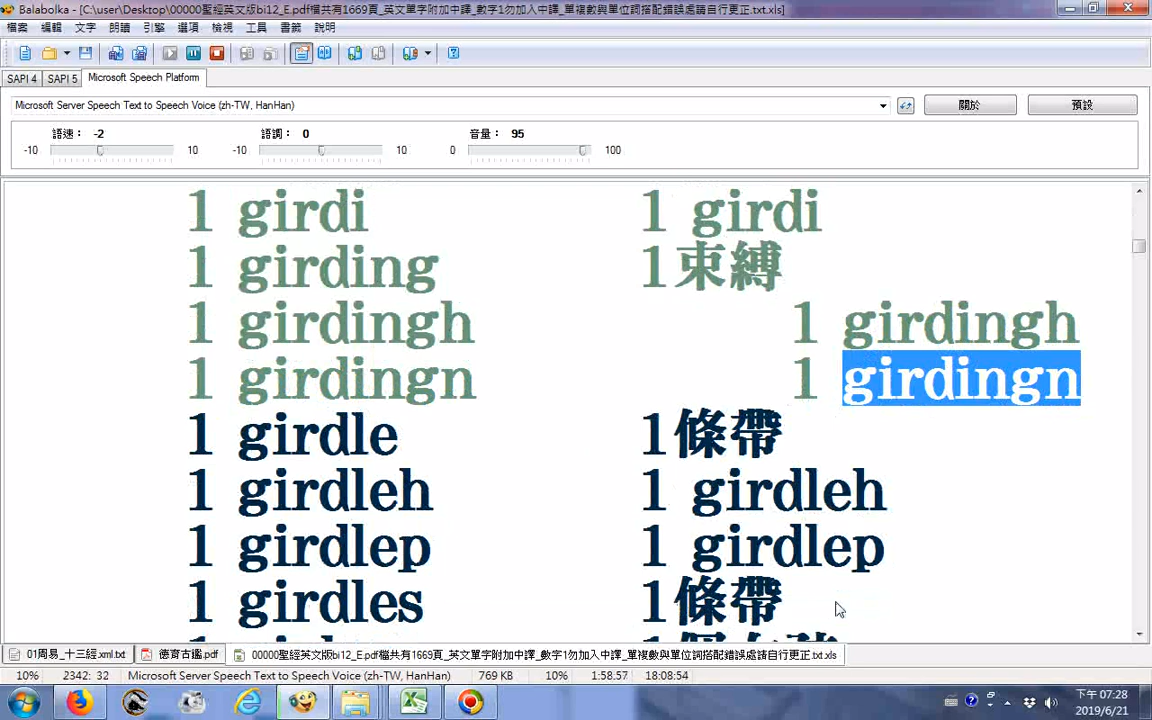 Balabolka - [C:\user\Desktop\00000聖經英文版bi12_E.pdf檔共有1669頁_英文單字附加中譯_數字1勿加入中譯_單複數與單位詞搭配錯誤處請自行更正.txt.xls]
檔案 編輯 文字 朗讀 引擎 選項 檢視 工具 書籤 說明
SAPI 4 SAPI 5 Microsoft Speech Platform
Microsoft Server Speech Text to Speech Voice (zh-TW, HanHan) 關於 預設
語速： -2 語調： 0 音量： 95
-10 10 -10 10 0 100
1 girdi 1 girdi
1 girding 1束縛
1 girdingh 1 girdingh
1 girdingn 1 girdingn
1 girdle 1條帶
1 girdleh 1 girdleh
1 girdlep 1 girdlep
1 girdles 1條帶
01周易_十三經.xml.txt 德育古鑑.pdf 00000聖經英文版bi12_E.pdf檔共有1669頁_英文單字附加中譯_數字1勿加入中譯_單複數與單位詞搭配錯誤處請自行更正.txt.xls
10% 2342: 32 Microsoft Server Speech Text to Speech Voice (zh-TW, HanHan) 769 KB 10% 1:58:57 18:08:54
下午 07:28
2019/6/21